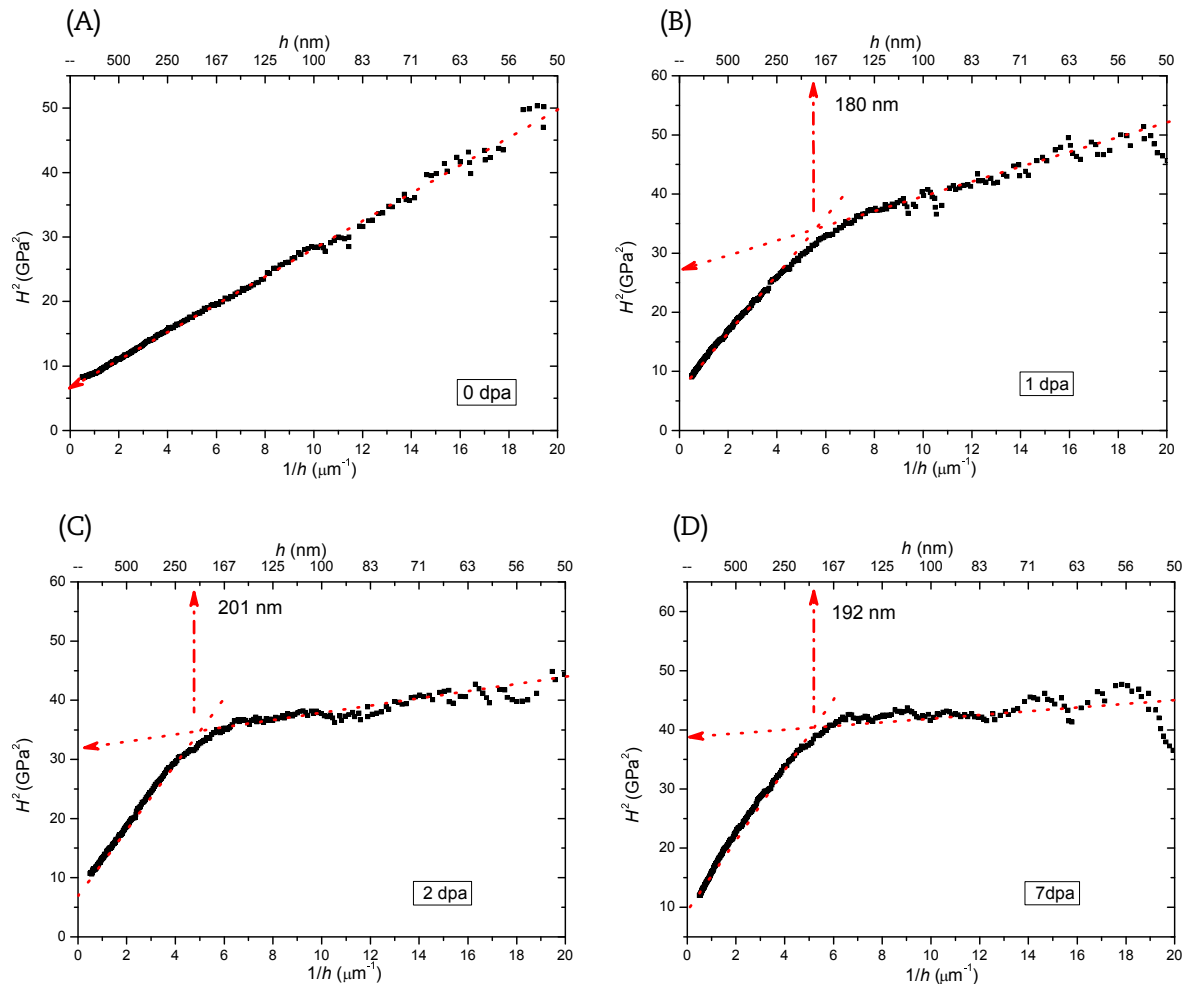 (A)
h (nm)
-- 500 250 167 125 100 83 71 63 56 50
50
40
30
20
10
0
H² (GPa²)
0 dpa
0 2 4 6 8 10 12 14 16 18 20
1/h (μm⁻¹)
(B)
h (nm)
-- 500 250 167 125 100 83 71 63 56 50
60
50
40
30
20
10
0
H² (GPa²)
180 nm
1 dpa
0 2 4 6 8 10 12 14 16 18 20
1/h (μm⁻¹)
(C)
h (nm)
-- 500 250 167 125 100 83 71 63 56 50
60
50
40
30
20
10
0
H² (GPa²)
201 nm
2 dpa
0 2 4 6 8 10 12 14 16 18 20
1/h (μm⁻¹)
(D)
h (nm)
-- 500 250 167 125 100 83 71 63 56 50
60
50
40
30
20
10
H² (GPa²)
192 nm
7dpa
0 2 4 6 8 10 12 14 16 18 20
1/h (μm⁻¹)